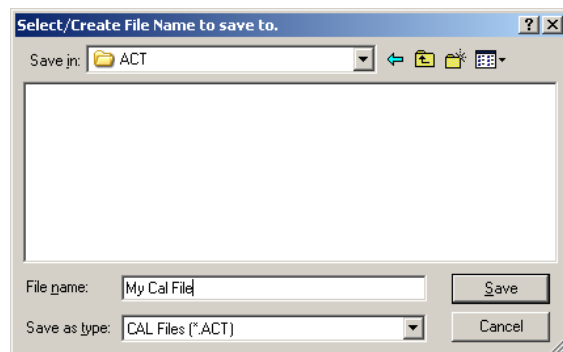 Select/Create File Name to save to.
Save in: ACT
File name: My Cal File
Save
Save as type: CAL Files (*.ACT)
Cancel